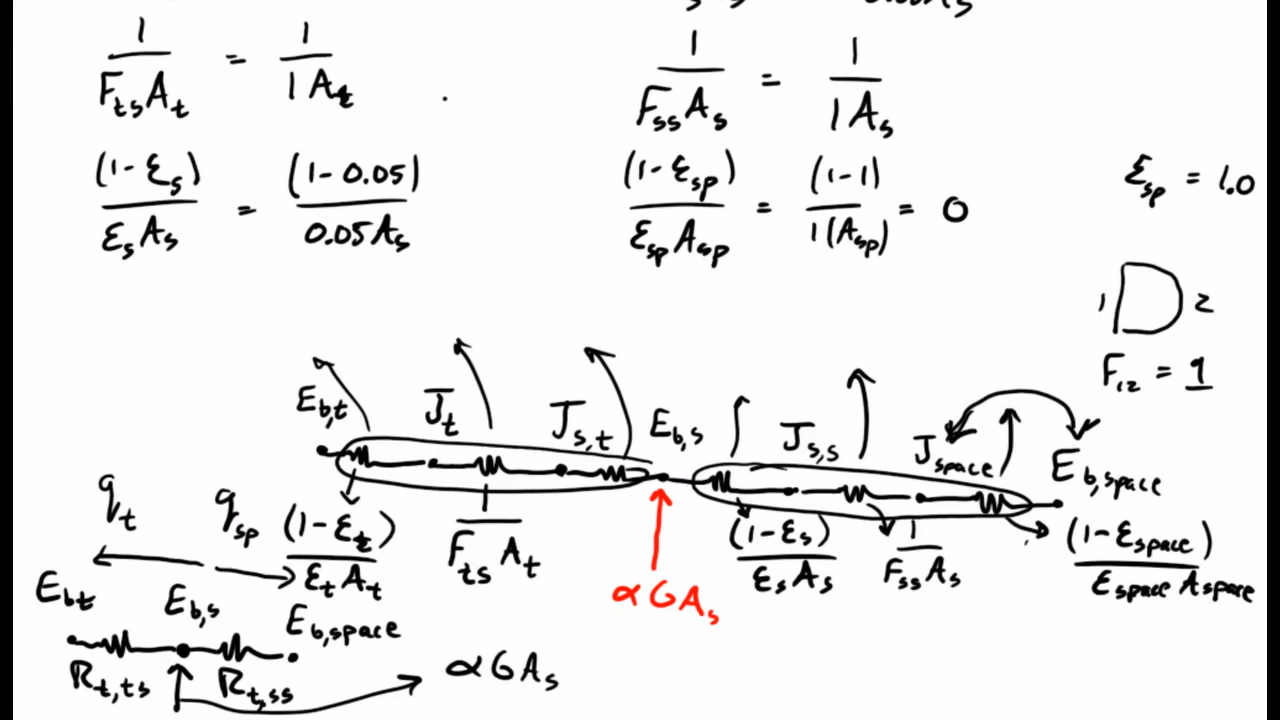 1/(F_ts A_t) = 1/(1 A_t)
1/(F_ss A_s) = 1/(1 A_s)
(1-ε_s)/(ε_s A_s) = (1-0.05)/(0.05A_s)
(1-ε_sp)/(ε_sp A_sp) = (1-1)/(1(A_sp)) = 0
ε_sp = 1.0
1 2
F_12 = 1
E_b,t J_t J_s,t E_b,s J_s,s J_space E_b,space
(1-ε_t)/(ε_t A_t) 1/(F_ts A_t) (1-ε_s)/(ε_s A_s) 1/(F_ss A_s) (1-ε_space)/(ε_space A_space)
αGA_s
q_t q_sp
E_bt E_b,s E_b,space
R_t,ts R_t,ss αGA_s